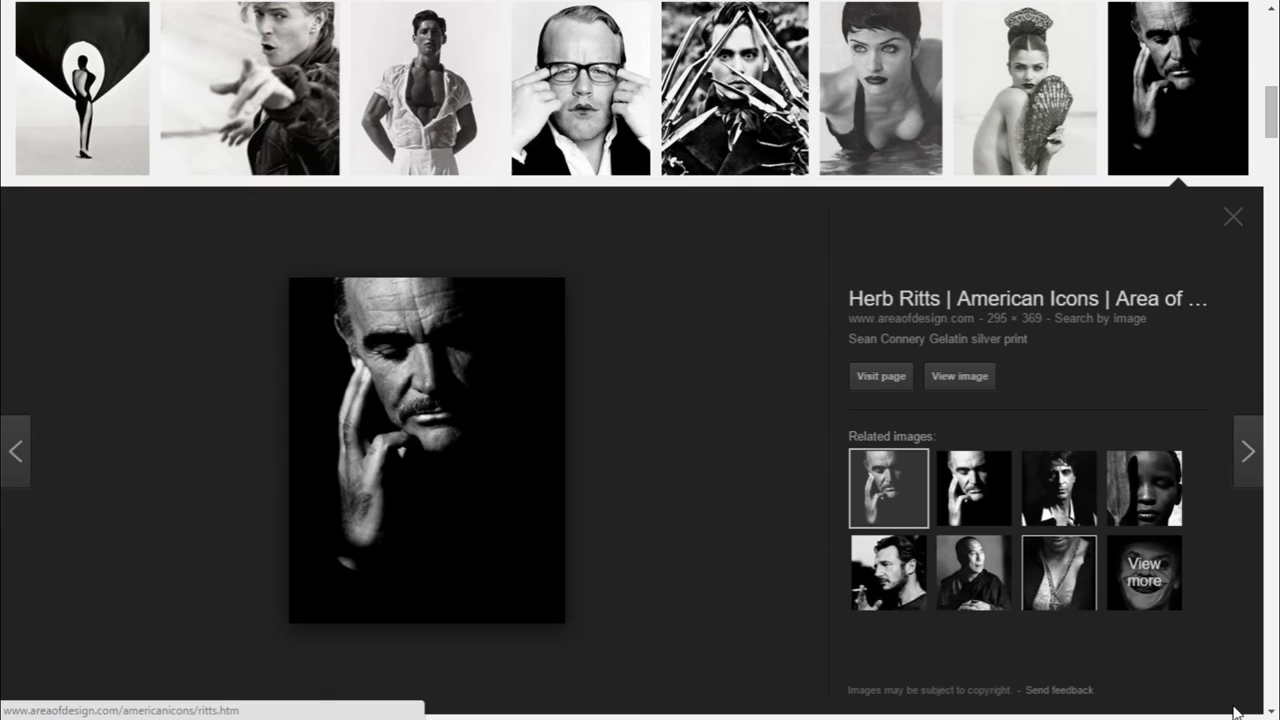 Herb Ritts | American Icons | Area of ...
www.areaofdesign.com - 295 × 369 - Search by image
Sean Connery Gelatin silver print
Visit page
View image
Related images:
View
more
Images may be subject to copyright. - Send feedback
www.areaofdesign.com/americanicons/ritts.htm